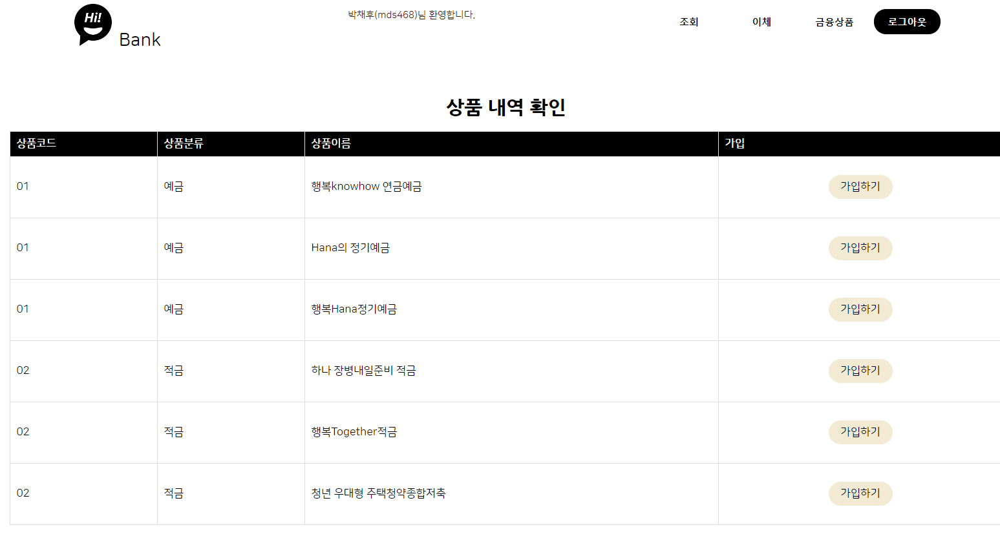 Hi!
Bank
박채후(mds468)님 환영합니다.
조회 이체 금융상품 로그아웃
상품 내역 확인
상품코드 상품분류 상품이름 가입
01 예금 행복knowhow 연금예금 가입하기
01 예금 Hana의 정기예금 가입하기
01 예금 행복Hana정기예금 가입하기
02 적금 하나 장병내일준비 적금 가입하기
02 적금 행복Together적금 가입하기
02 적금 청년 우대형 주택청약종합저축 가입하기